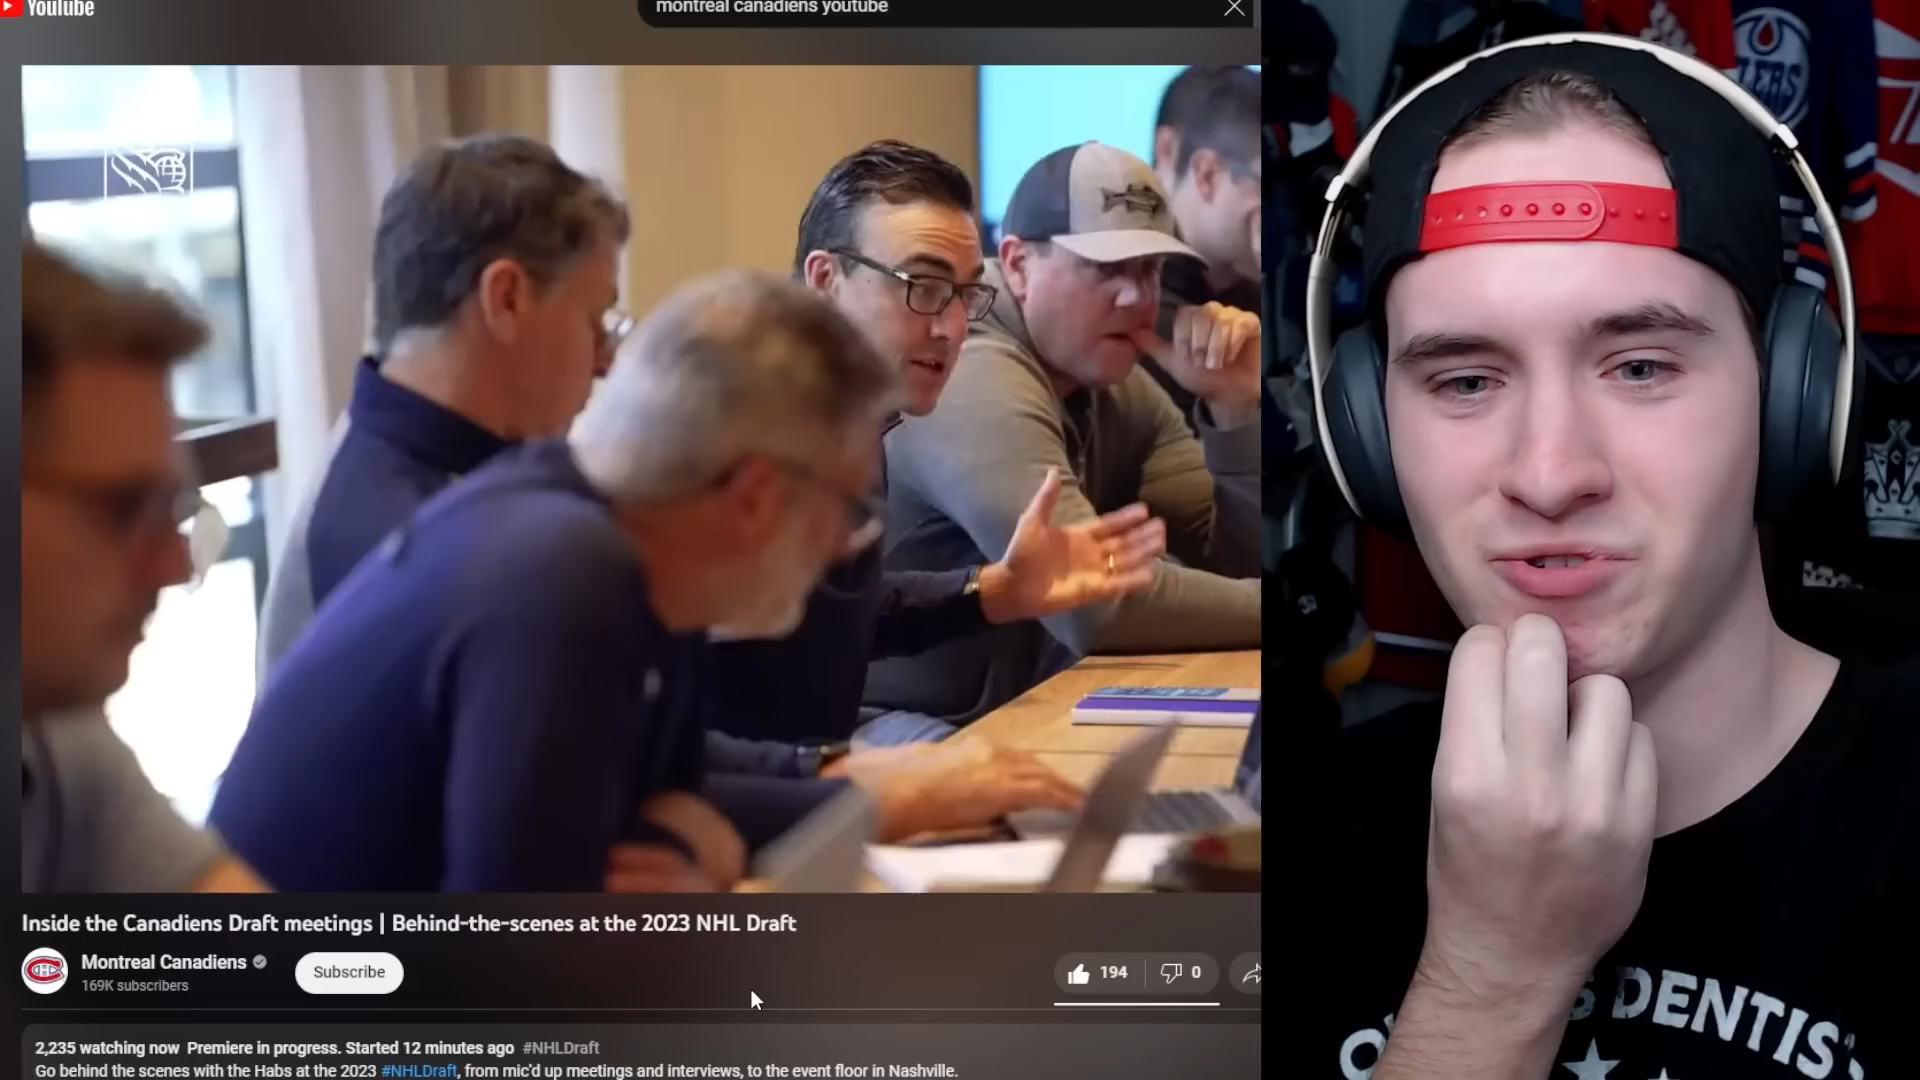 YouTube
montreal canadiens youtube
Inside the Canadiens Draft meetings | Behind-the-scenes at the 2023 NHL Draft
Montreal Canadiens
169K subscribers
Subscribe
194
0
2,235 watching now Premiere in progress. Started 12 minutes ago #NHLDraft
Go behind the scenes with the Habs at the 2023 #NHLDraft, from mic'd up meetings and interviews, to the event floor in Nashville.